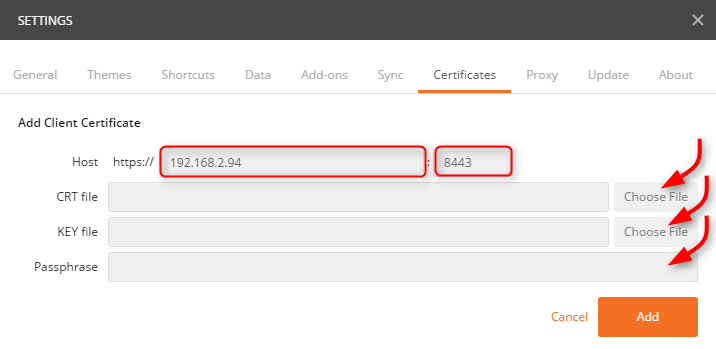 SETTINGS
General Themes Shortcuts Data Add-ons Sync Certificates Proxy Update About
Add Client Certificate
Host https:// 192.168.2.94 : 8443
CRT file Choose File
KEY file Choose File
Passphrase
Cancel Add